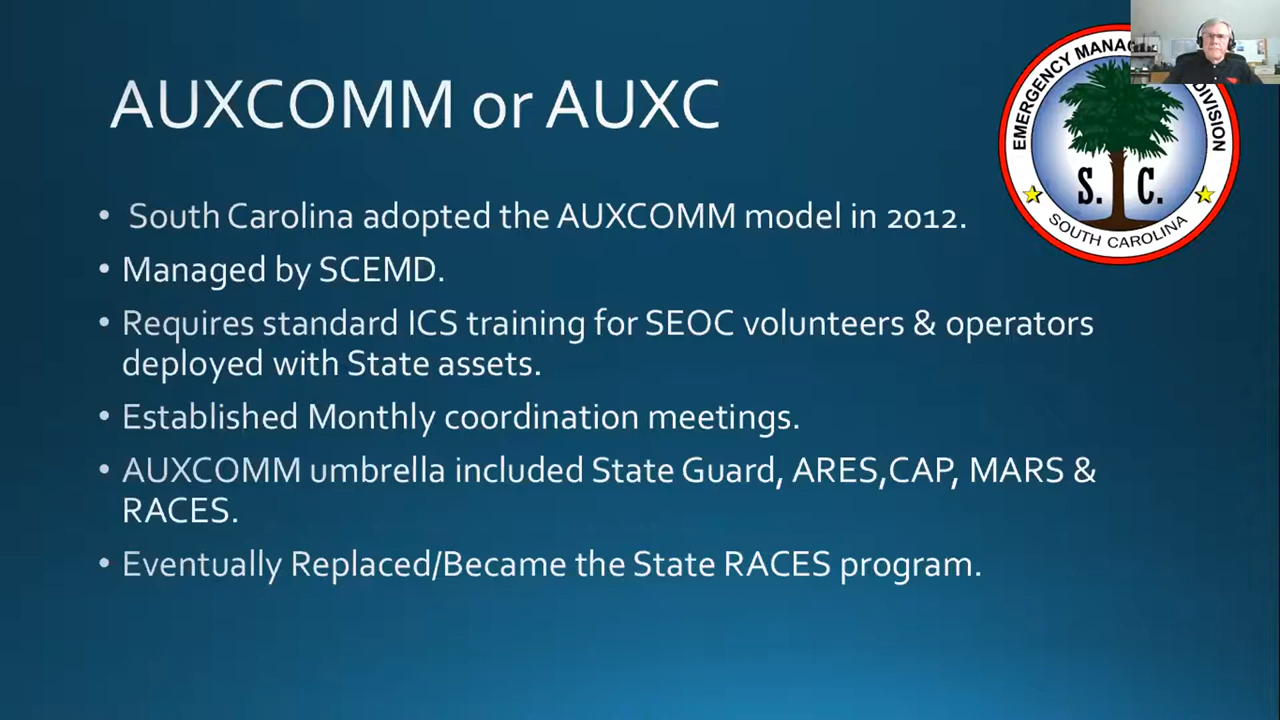 AUXCOMM or AUXC
• South Carolina adopted the AUXCOMM model in 2012.
• Managed by SCEMD.
• Requires standard ICS training for SEOC volunteers & operators
deployed with State assets.
• Established Monthly coordination meetings.
• AUXCOMM umbrella included State Guard, ARES,CAP, MARS &
RACES.
• Eventually Replaced/Became the State RACES program.
EMERGENCY DIVISION
S. C.
SOUTH CAROLINA